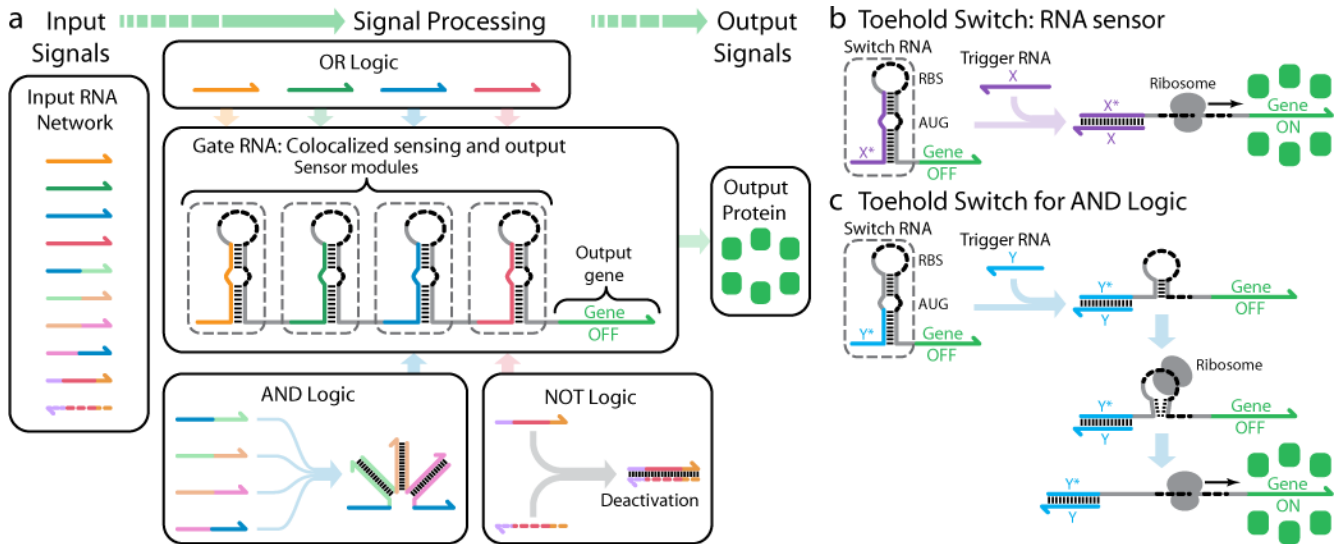 a
Input
Signals
Signal Processing
Output
Signals
Input RNA
Network
OR Logic
Gate RNA: Colocalized sensing and output
Sensor modules
Output
gene
Gene
OFF
Output
Protein
AND Logic
NOT Logic
Deactivation
b Toehold Switch: RNA sensor
Switch RNA
RBS
AUG
X*
Gene
OFF
Trigger RNA
X
X*
X
Ribosome
Gene
ON
c Toehold Switch for AND Logic
Switch RNA
RBS
AUG
Y*
Gene
OFF
Trigger RNA
Y
Y*
Y
Gene
OFF
Ribosome
Y*
Y
Gene
OFF
Y*
Y
Gene
ON